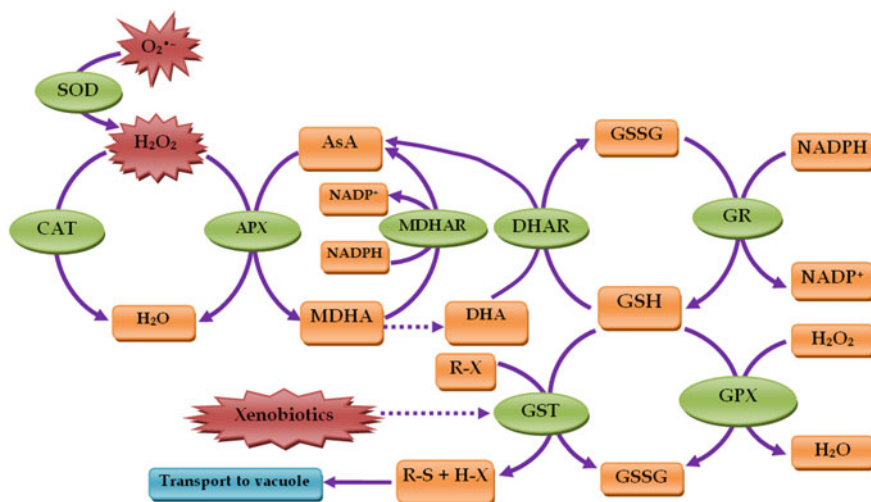 O₂•-
SOD
H₂O₂
AsA
GSSG
NADPH
NADP⁺
CAT
APX
MDHAR
DHAR
GR
NADPH
NADP⁺
H₂O
MDHA
DHA
GSH
H₂O₂
R-X
Xenobiotics
GST
GPX
H₂O
Transport to vacuole
R-S + H-X
GSSG